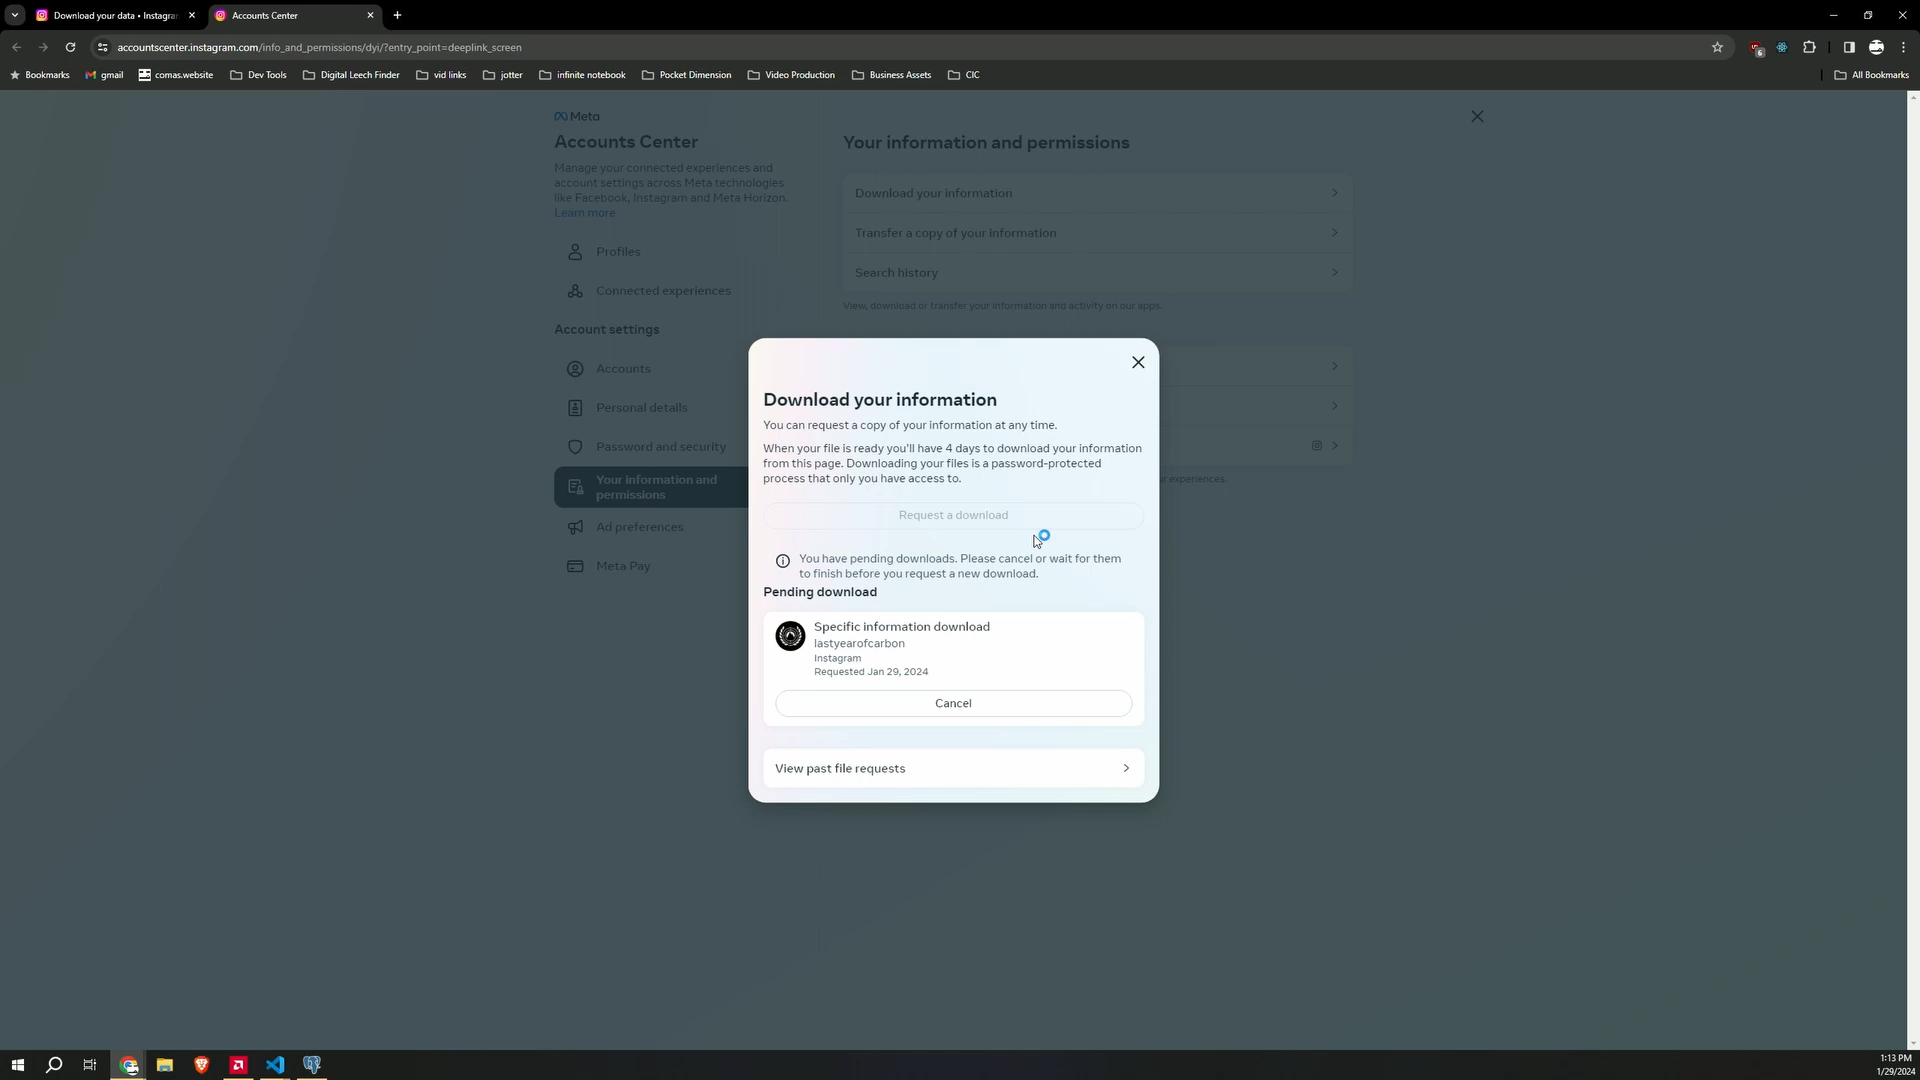 Download your data • Instagra
Accounts Center
accountscenter.instagram.com/info_and_permissions/dyi/?entry_point=deeplink_screen
6
Bookmarks
gmail
comas.website
Dev Tools
Digital Leech Finder
vid links
jotter
infinite notebook
Pocket Dimension
Video Production
Business Assets
CIC
All Bookmarks
Meta
Accounts Center
Manage your connected experiences and
account settings across Meta technologies
like Facebook, Instagram and Meta Horizon.
Learn more
Profiles
Connected experiences
Account settings
Accounts
Personal details
Password and security
Your information and
permissions
Ad preferences
Meta Pay
Your information and permissions
Download your information
Transfer a copy of your information
Search history
View, download or transfer your information and activity on our apps.
ur experiences.
Download your information
You can request a copy of your information at any time.
When your file is ready you'll have 4 days to download your information
from this page. Downloading your files is a password-protected
process that only you have access to.
Request a download
You have pending downloads. Please cancel or wait for them
to finish before you request a new download.
Pending download
Specific information download
lastyearofcarbon
Instagram
Requested Jan 29, 2024
Cancel
View past file requests
1:13 PM
1/29/2024